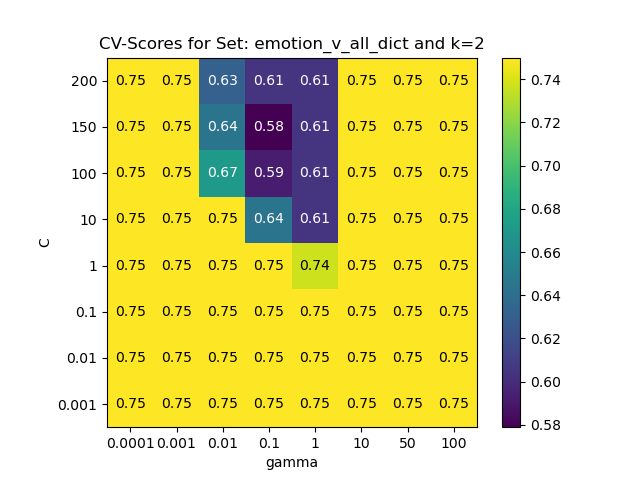 CV-Scores for Set: emotion_v_all_dict and k=2
200 0.75 0.75 0.63 0.61 0.61 0.75 0.75 0.75
150 0.75 0.75 0.64 0.58 0.61 0.75 0.75 0.75
100 0.75 0.75 0.67 0.59 0.61 0.75 0.75 0.75
10 0.75 0.75 0.75 0.64 0.61 0.75 0.75 0.75
C
1 0.75 0.75 0.75 0.75 0.74 0.75 0.75 0.75
0.1 0.75 0.75 0.75 0.75 0.75 0.75 0.75 0.75
0.01 0.75 0.75 0.75 0.75 0.75 0.75 0.75 0.75
0.001 0.75 0.75 0.75 0.75 0.75 0.75 0.75 0.75
0.0001 0.001 0.01 0.1 1 10 50 100
gamma
0.74
0.72
0.70
0.68
0.66
0.64
0.62
0.60
0.58